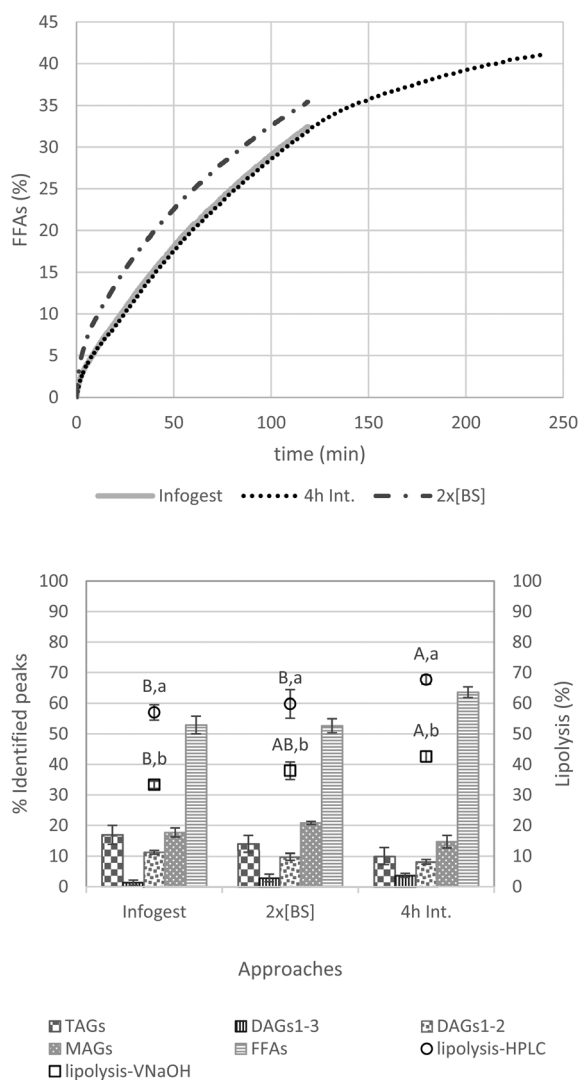 45
40
35
30
25
20
15
10
5
0
FFAs (%)
0 50 100 150 200 250
time (min)
Infogest 4h Int. 2x[BS]
100
90
80
70
60
50
40
30
20
10
0
% Identified peaks
B,a B,a A,a
B,b AB,b A,b
100
90
80
70
60
50
40
30
20
10
0
Lipolysis (%)
Infogest 2x[BS] 4h Int.
Approaches
TAGs DAGs1-3 DAGs1-2
MAGs FFAs lipolysis-HPLC
lipolysis-VNaOH